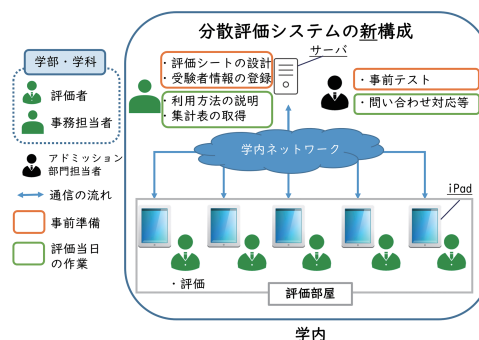 分散評価システムの新構成
学部・学科
評価者
事務担当者
アドミッション
部門担当者
通信の流れ
事前準備
評価当日
の作業
・評価シートの設計
・受験者情報の登録
・利用方法の説明
・集計表の取得
サーバ
・事前テスト
・問い合わせ対応等
学内ネットワーク
iPad
・評価
評価部屋
学内